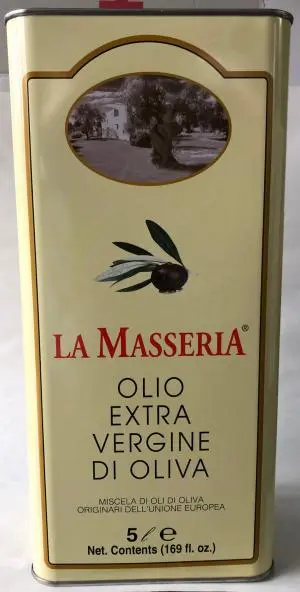 LA MASSERIA®
OLIO
EXTRA
VERGINE
DI OLIVA
MISCELA DI OLI DI OLIVA
ORIGINARI DELL'UNIONE EUROPEA
5 ℓ ℮
Net. Contents (169 fl. oz.)